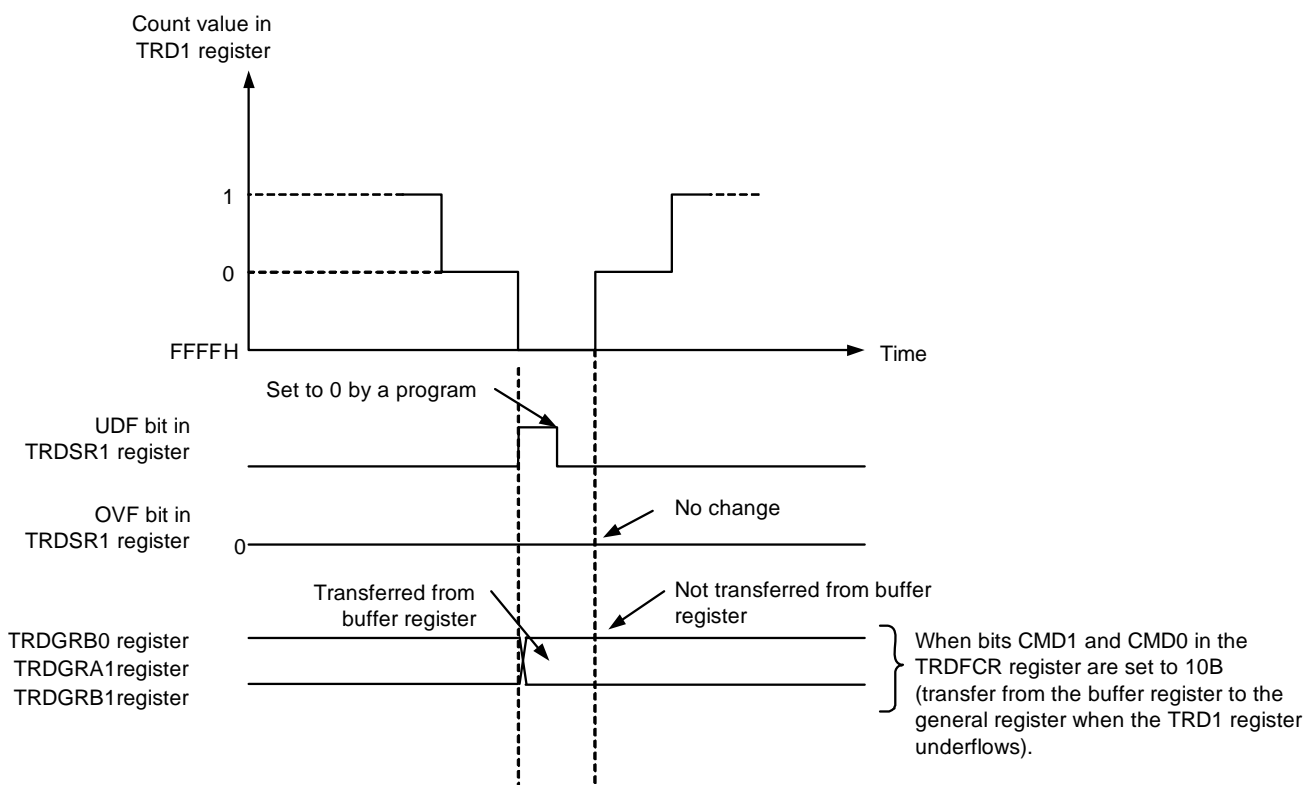 Count value in
TRD1 register
1
0
FFFFH
Time
Set to 0 by a program
UDF bit in
TRDSR1 register
OVF bit in
TRDSR1 register
0
No change
Transferred from
buffer register
Not transferred from buffer
register
TRDGRB0 register
TRDGRA1register
TRDGRB1register
When bits CMD1 and CMD0 in the
TRDFCR register are set to 10B
(transfer from the buffer register to the
general register when the TRD1 register
underflows).